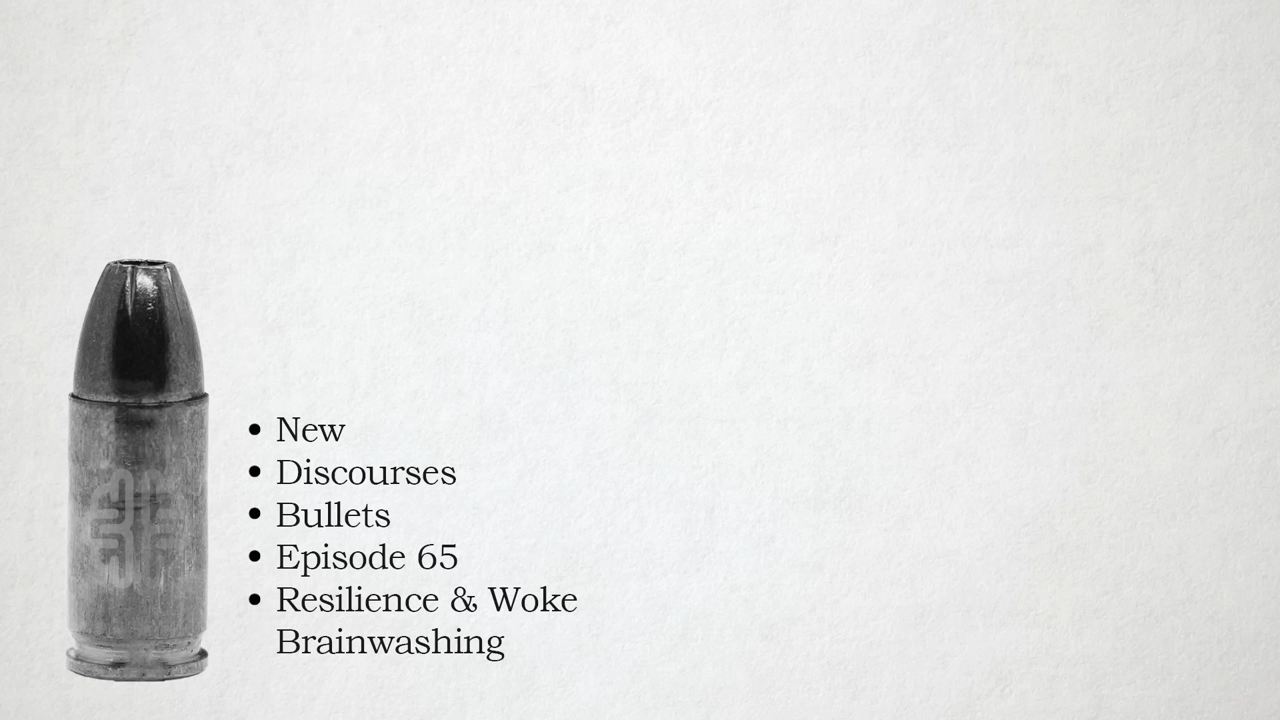 • New
• Discourses
• Bullets
• Episode 65
• Resilience & Woke
Brainwashing